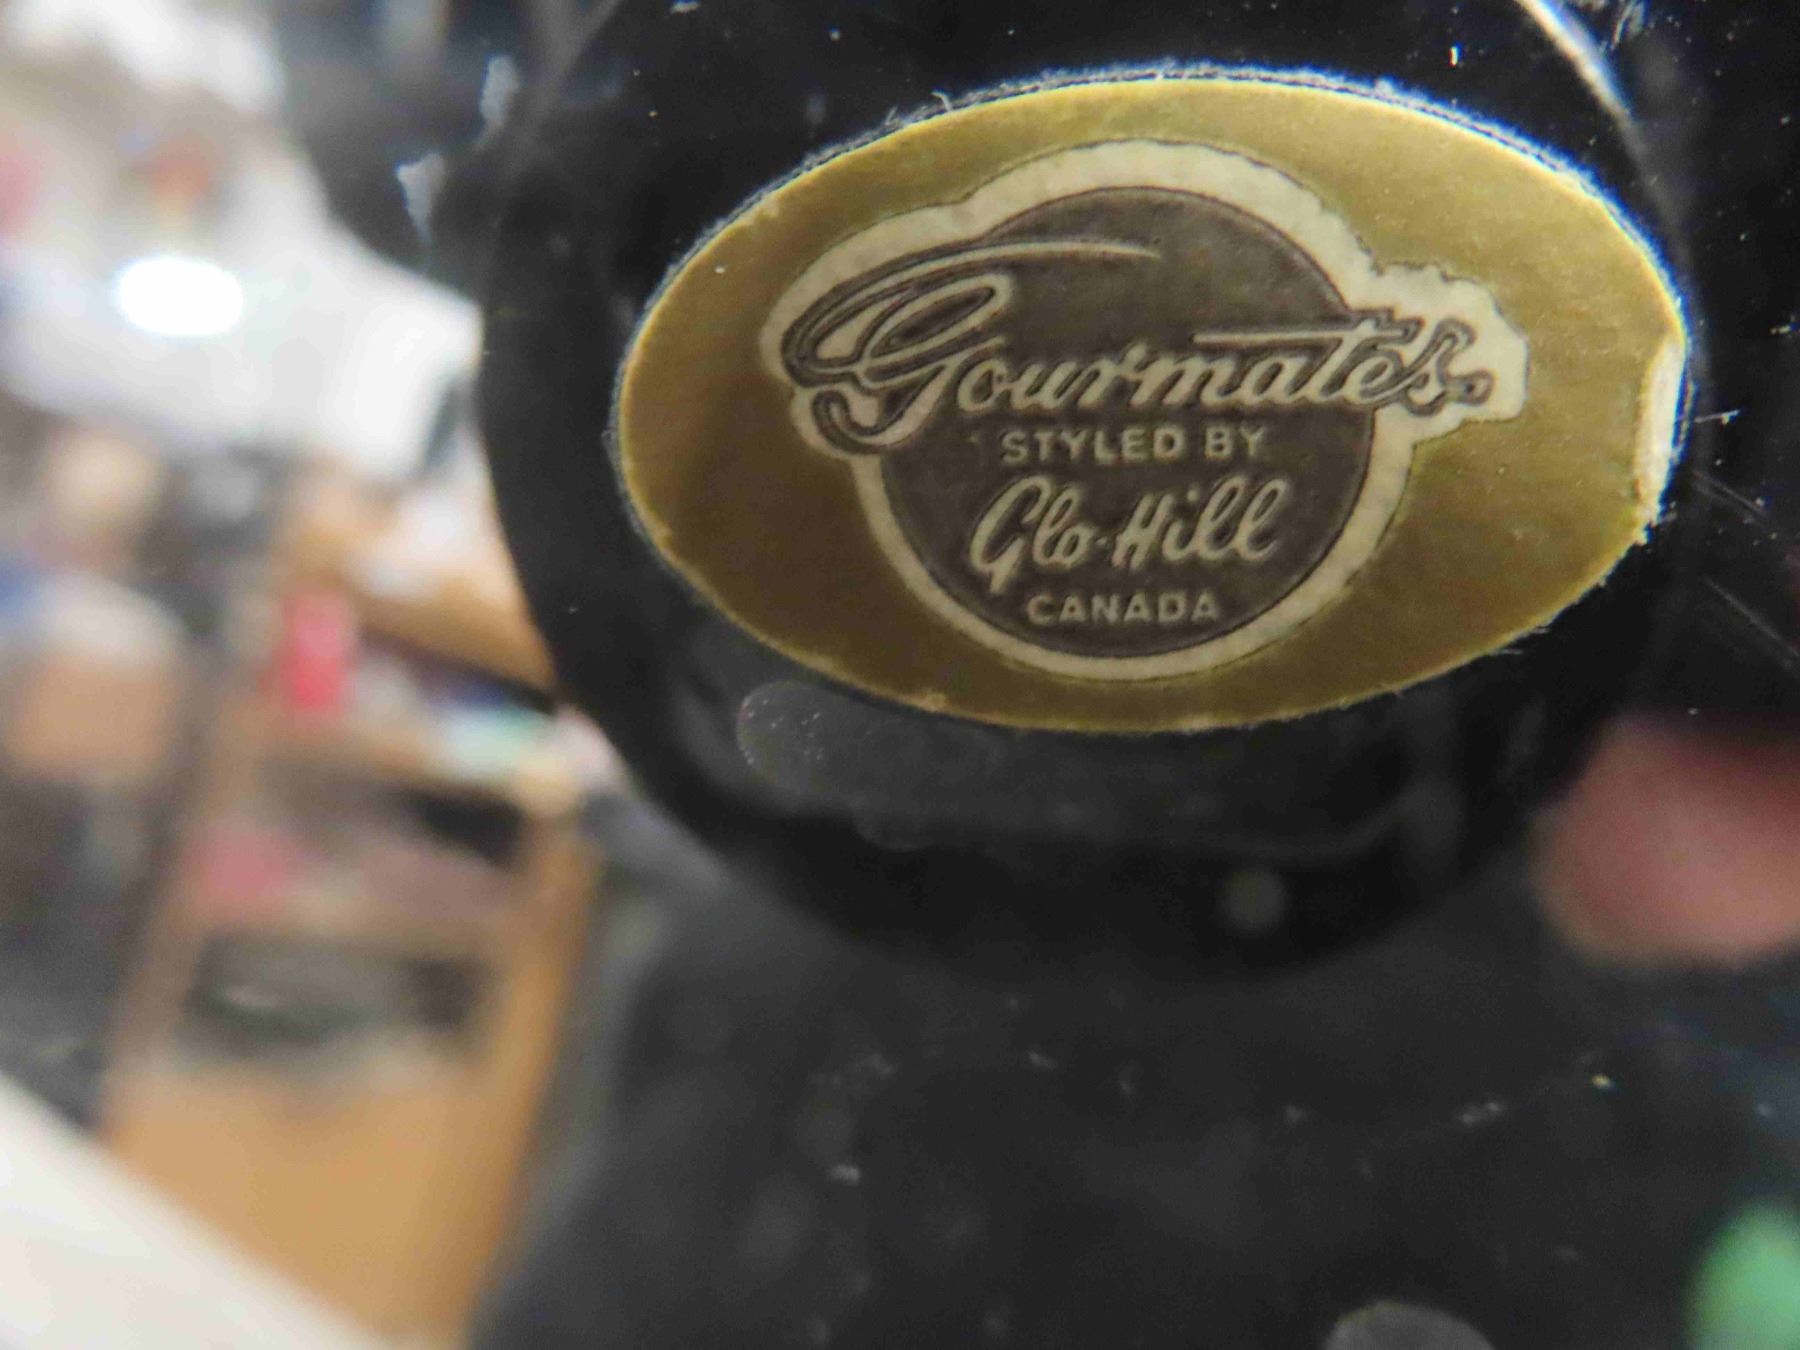 Gourmates
STYLED BY
Glo-Hill
CANADA